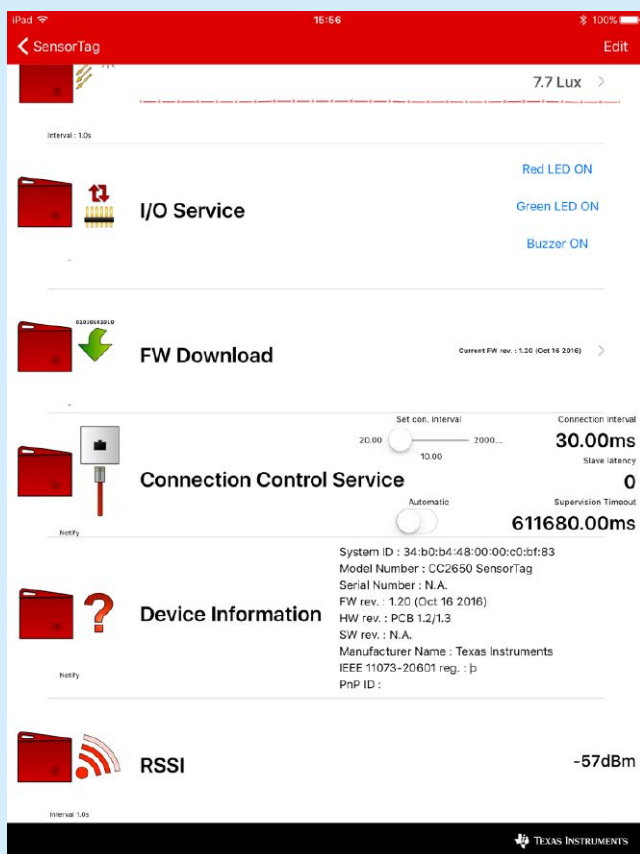 iPad 15:56 100%
SensorTag Edit
7.7 Lux
Interval : 1.0s
Red LED ON
I/O Service
Green LED ON
Buzzer ON
01010101010
FW Download
Current FW rev. : 1.20 (Oct 16 2016)
Set con. interval
Connection Interval
20.00 2000...
30.00ms
10.00
Slave latency
Connection Control Service
0
Automatic
Supervision Timeout
611680.00ms
Notify
System ID : 34:b0:b4:48:00:00:c0:bf:83
Model Number : CC2650 SensorTag
Serial Number : N.A.
Device Information
FW rev. : 1.20 (Oct 16 2016)
HW rev. : PCB 1.2/1.3
SW rev. : N.A.
Manufacturer Name : Texas Instruments
IEEE 11073-20601 reg. : þ
PnP ID :
Notify
RSSI
-57dBm
Interval 1.0s
TEXAS INSTRUMENTS